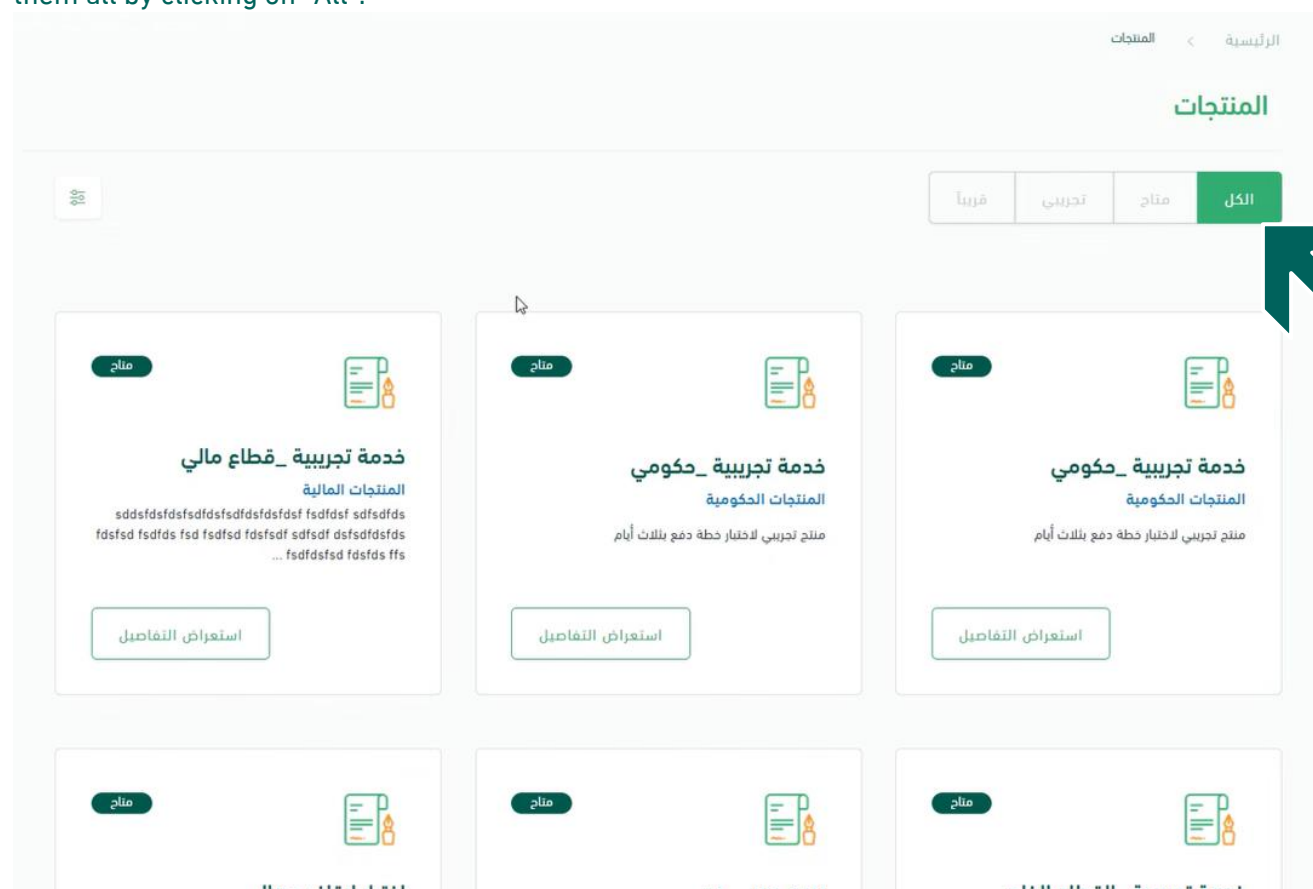 them all by clicking on "All".
الرئيسية > المنتجات
المنتجات
الكل
متاح
تجريبي
قريباً
متاح
خدمة تجريبية _حكومي
المنتجات الحكومية
منتج تجريبي لاختبار خطة دفع بثلاث أيام
استعراض التفاصيل
متاح
خدمة تجريبية _حكومي
المنتجات الحكومية
منتج تجريبي لاختبار خطة دفع بثلاث أيام
استعراض التفاصيل
متاح
خدمة تجريبية _قطاع مالي
المنتجات المالية
sddsfdsfdsfsdfdsfsdfdsfdsfdsf fsdfdsf sdfsdfds
fdsfsd fsdfds fsd fsdfsd fdsfsdf sdfsdf dsfsdfdsfds
fsdfdsfsd fdsfds ffs ...
استعراض التفاصيل
متاح
متاح
متاح